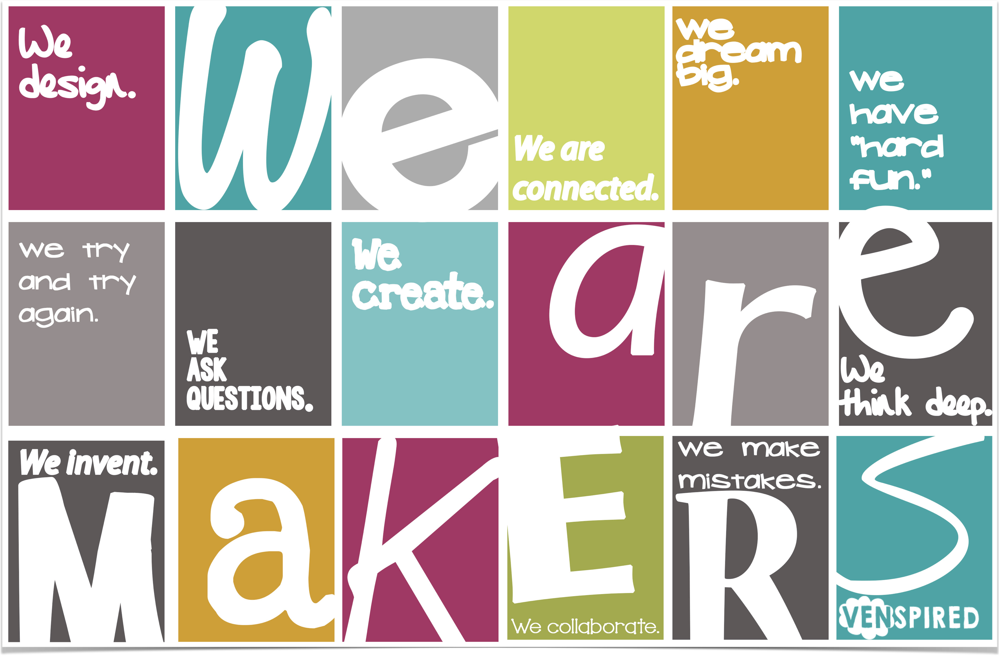 We
design.
We
We are
connected.
we
dream
big.
we
have
"hard
fun."
we try
and try
again.
WE
ASK
QUESTIONS.
We
create.
are
We
think deep.
We invent.
MaKERS
We collaborate.
we make
mistakes.
VENSPIRED